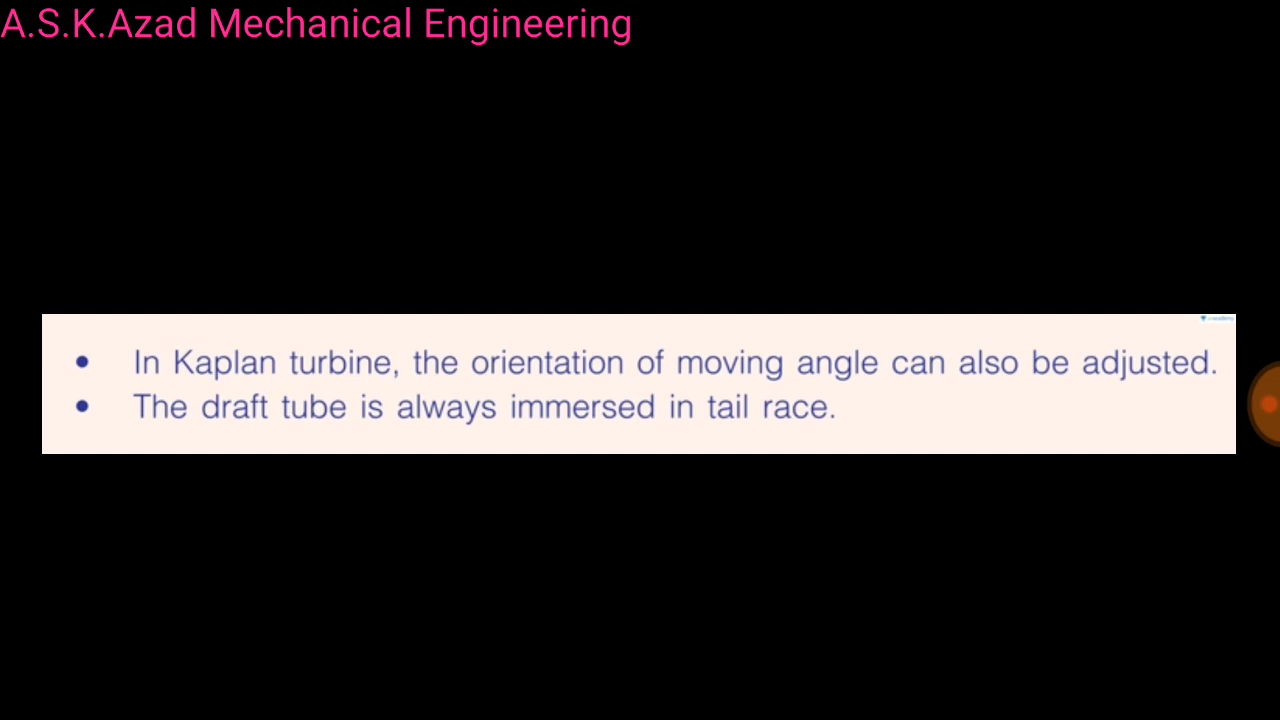 A.S.K.Azad Mechanical Engineering
• In Kaplan turbine, the orientation of moving angle can also be adjusted.
• The draft tube is always immersed in tail race.